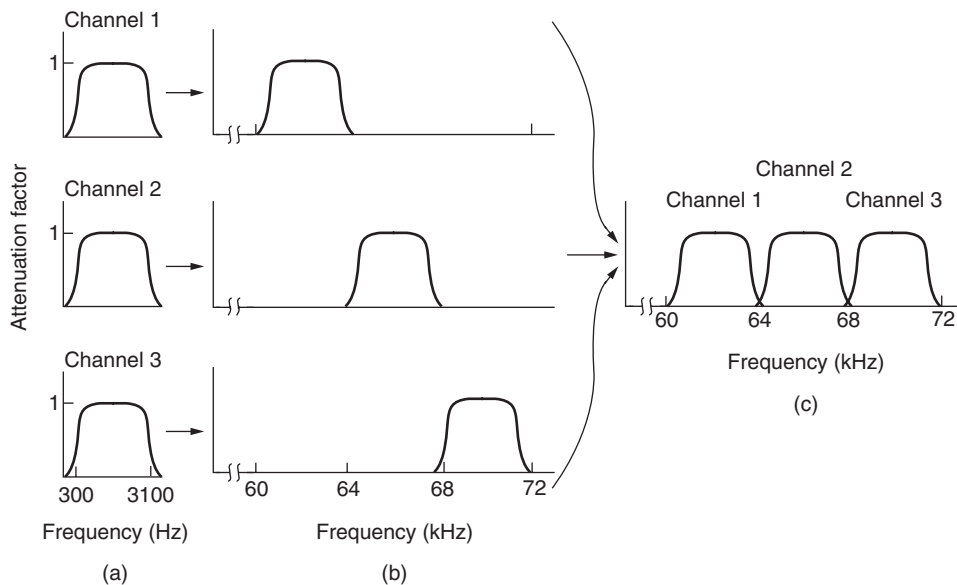 Channel 1
1
Channel 2
1
Channel 3
1
Attenuation factor
300 3100
Frequency (Hz)
(a)
60 64 68 72
Frequency (kHz)
(b)
Channel 2
Channel 1 Channel 3
60 64 68 72
Frequency (kHz)
(c)